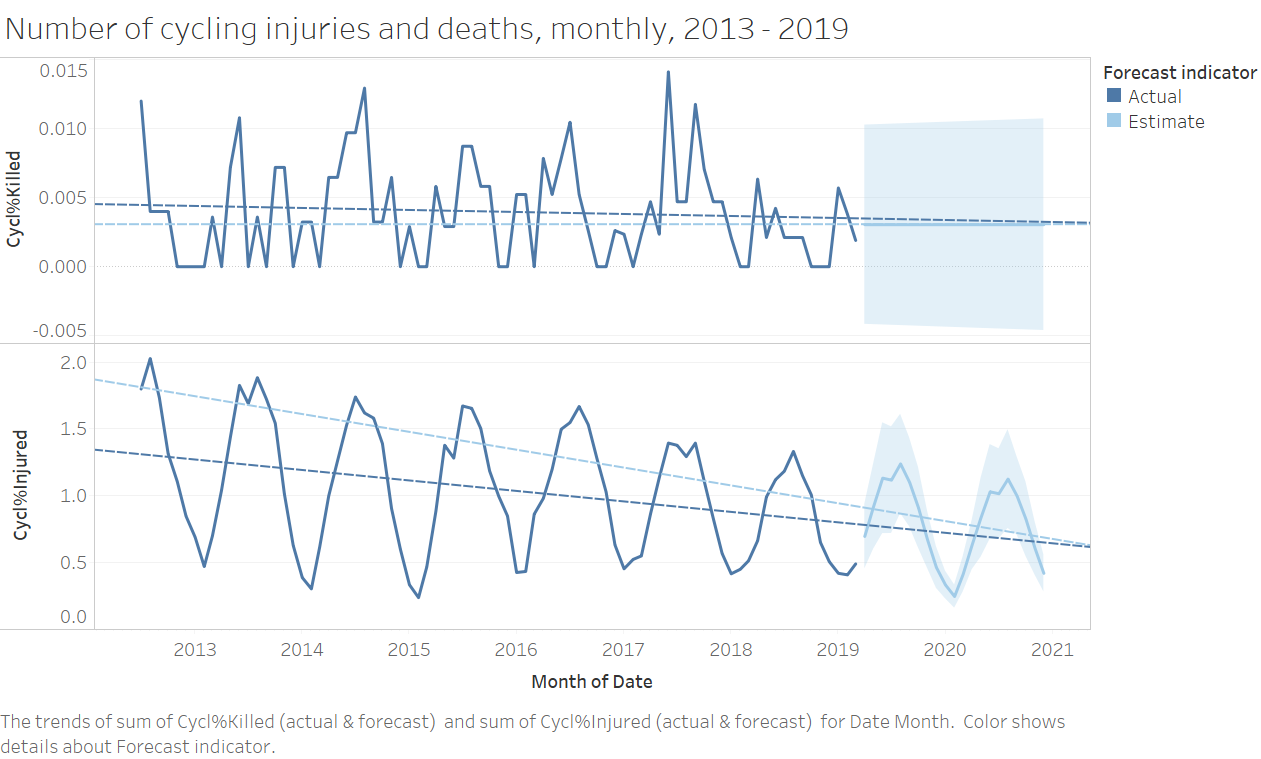 Number of cycling injuries and deaths, monthly, 2013 - 2019
Forecast indicator
Actual
Estimate
Cycl%Killed
0.015
0.010
0.005
0.000
-0.005
Cycl%Injured
2.0
1.5
1.0
0.5
0.0
2013 2014 2015 2016 2017 2018 2019 2020 2021
Month of Date
The trends of sum of Cycl%Killed (actual & forecast) and sum of Cycl%Injured (actual & forecast) for Date Month. Color shows
details about Forecast indicator.